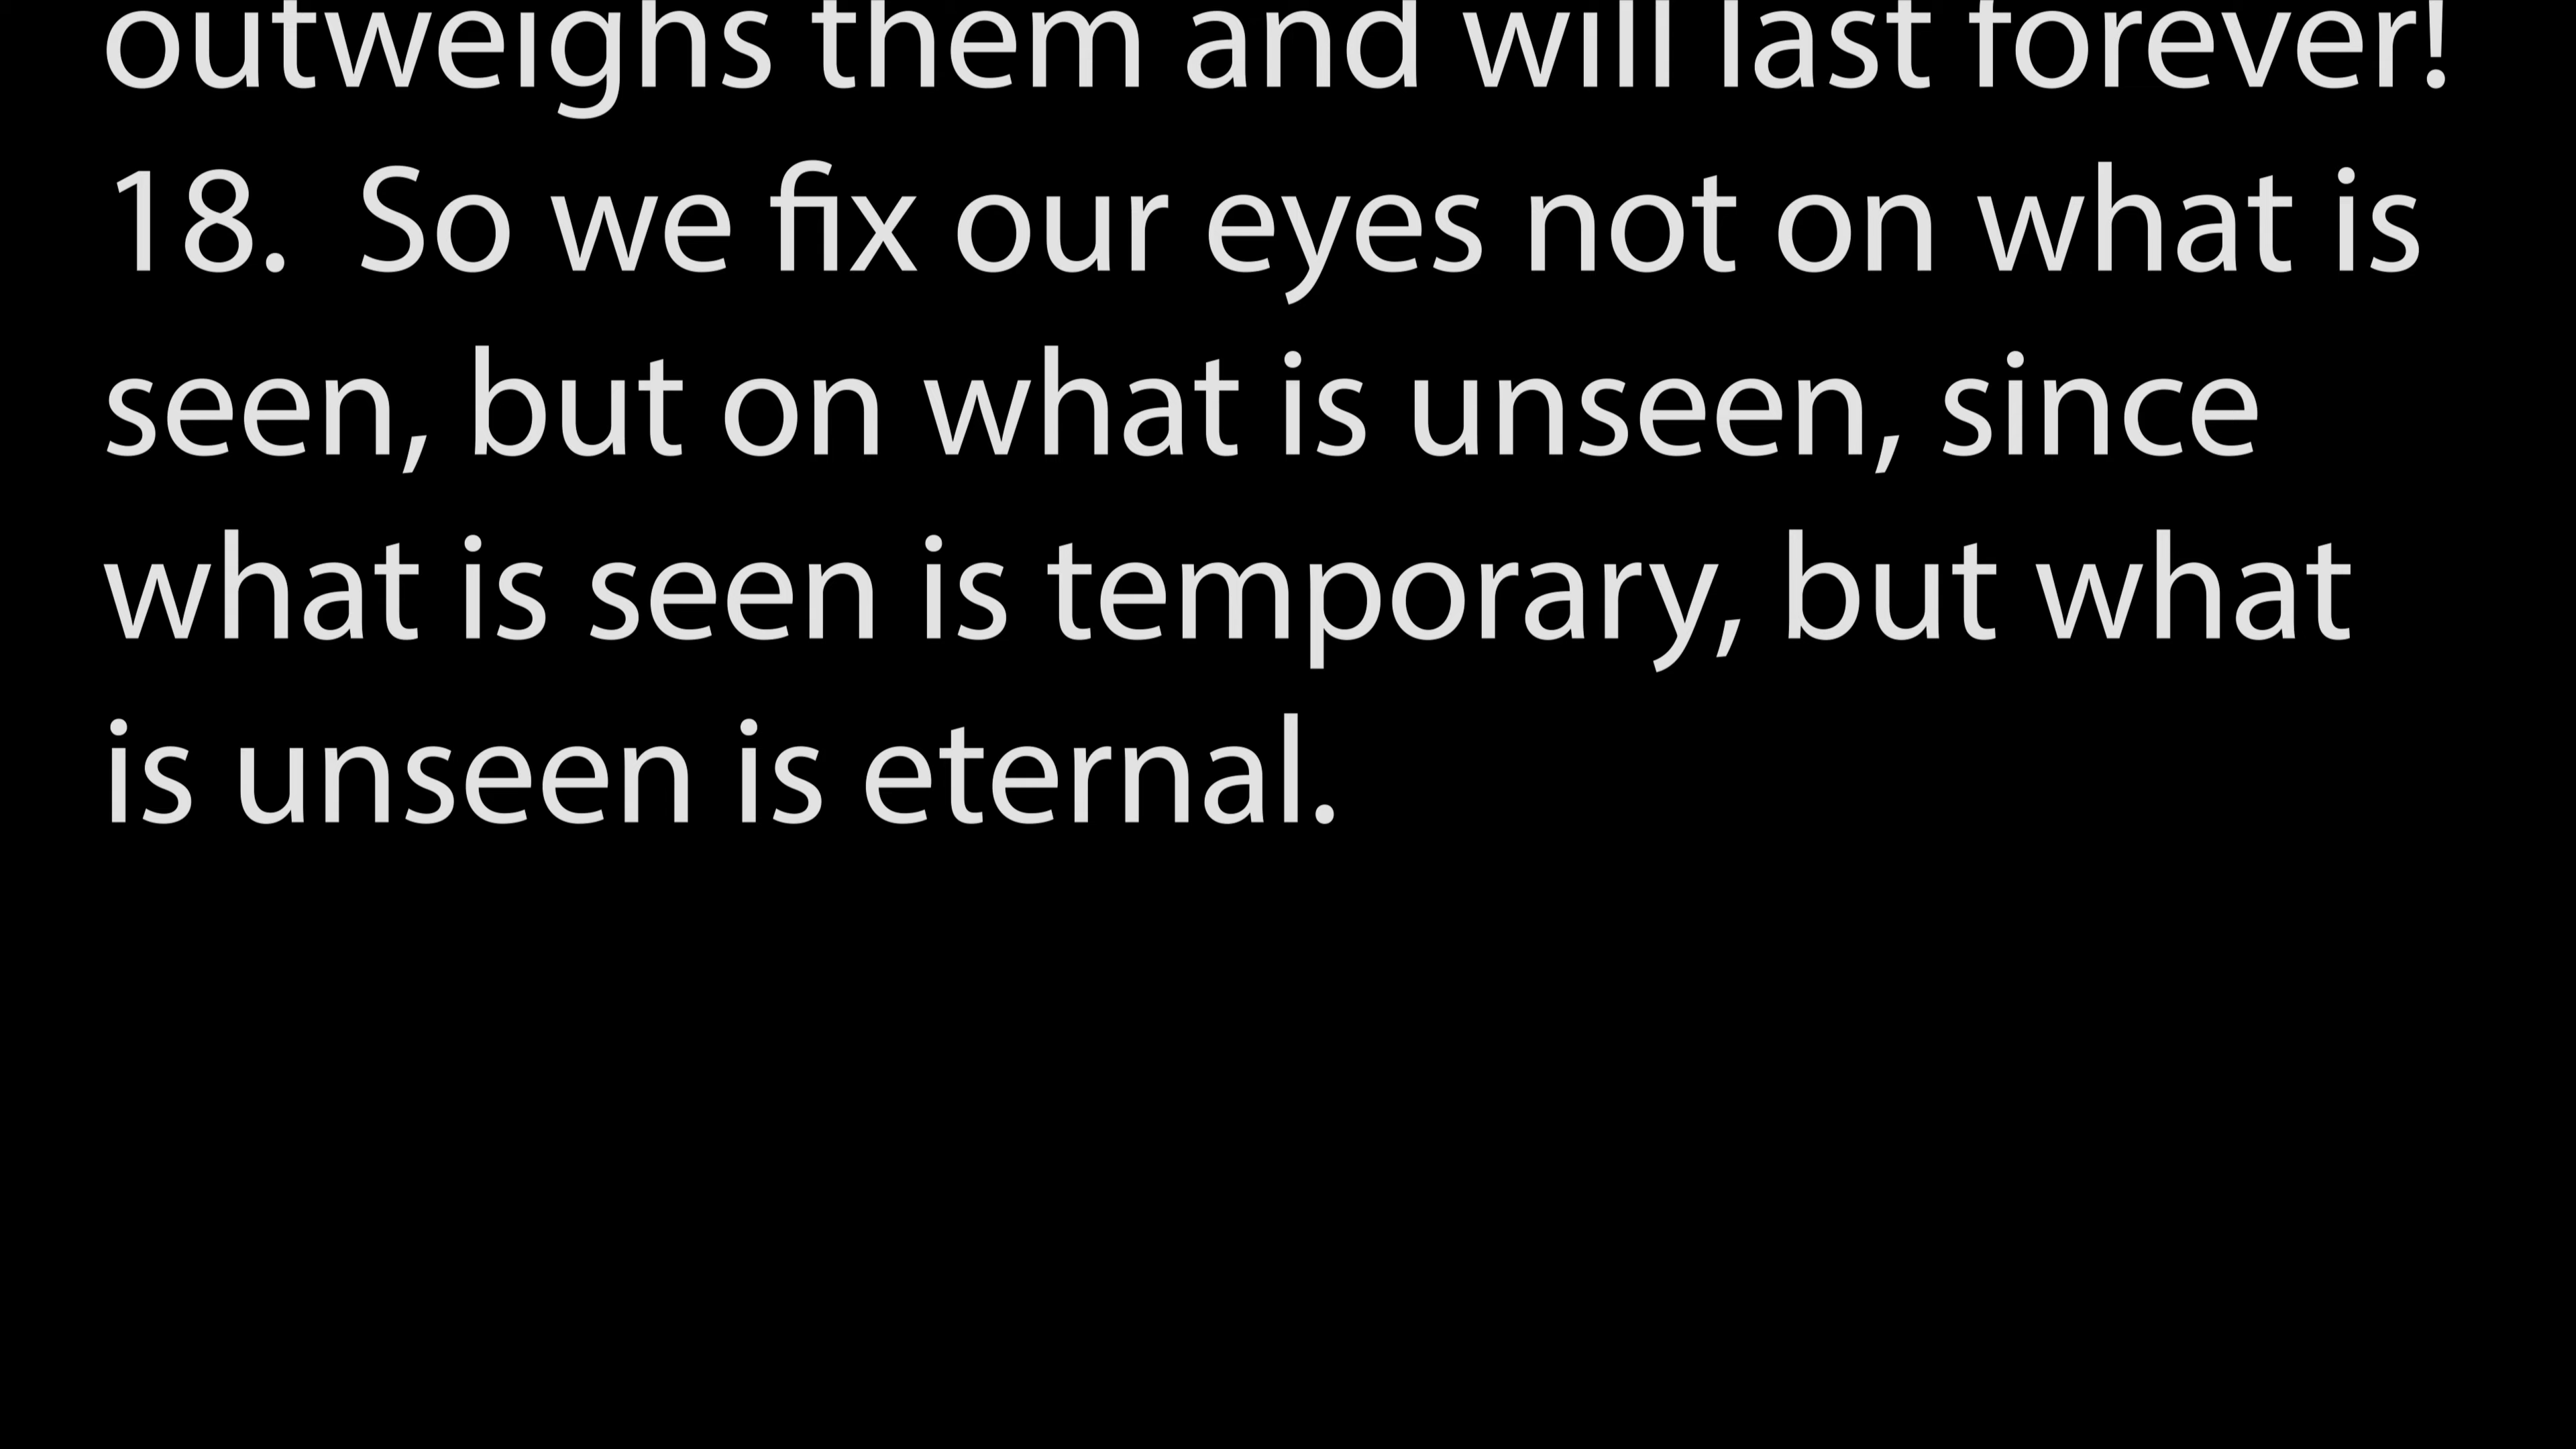 outweighs them and will last forever!
18. So we fix our eyes not on what is
seen, but on what is unseen, since
what is seen is temporary, but what
is unseen is eternal.